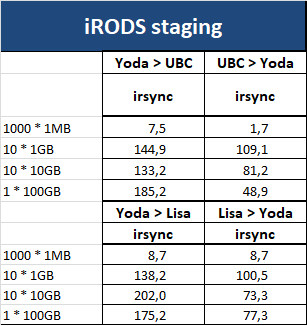 iRODS staging
Yoda > UBC UBC > Yoda
irsync irsync
1000 * 1MB 7,5 1,7
10 * 1GB 144,9 109,1
10 * 10GB 133,2 81,2
1 * 100GB 185,2 48,9
Yoda > Lisa Lisa > Yoda
irsync irsync
1000 * 1MB 8,7 8,7
10 * 1GB 138,2 100,5
10 * 10GB 202,0 73,3
1 * 100GB 175,2 77,3